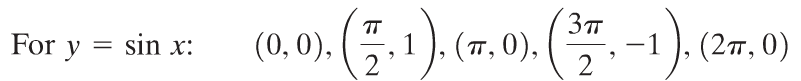 For y = sin x: (0, 0), (π/2, 1), (π, 0), (3π/2, −1), (2π, 0)